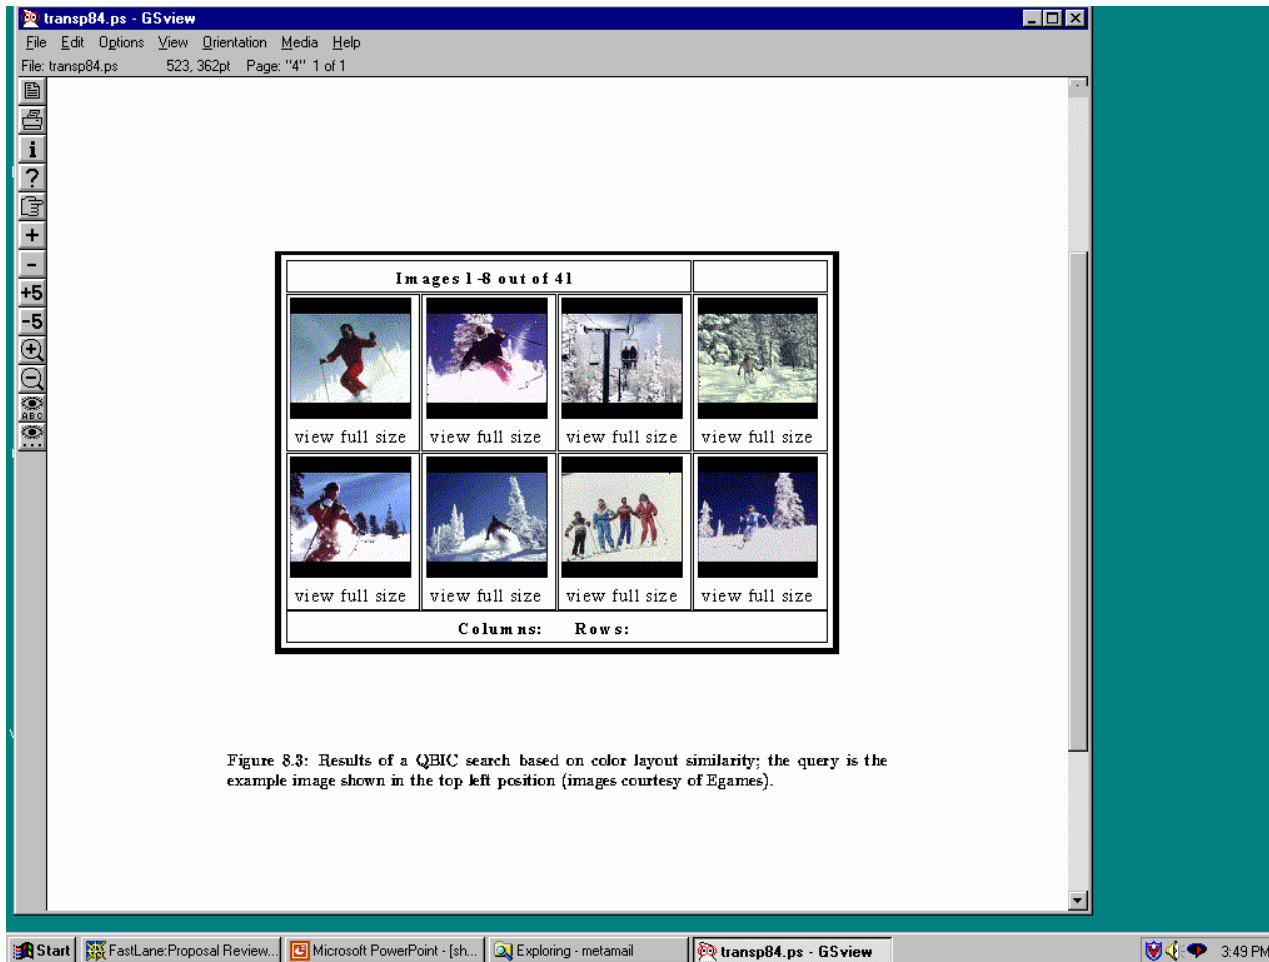 transp84.ps - GSview
File Edit Options View Orientation Media Help
File: transp84.ps 523, 362pt Page: "4" 1 of 1
i
?
+
-
+5
-5
ABC
Images 1-8 out of 41
view full size view full size view full size view full size
view full size view full size view full size view full size
Columns: Rows:
Figure 8.3: Results of a QBIC search based on color layout similarity; the query is the
example image shown in the top left position (images courtesy of Egames).
Start FastLane:Proposal Review... Microsoft PowerPoint - [sh... Exploring - metamail transp84.ps - GSview 3:49 PM